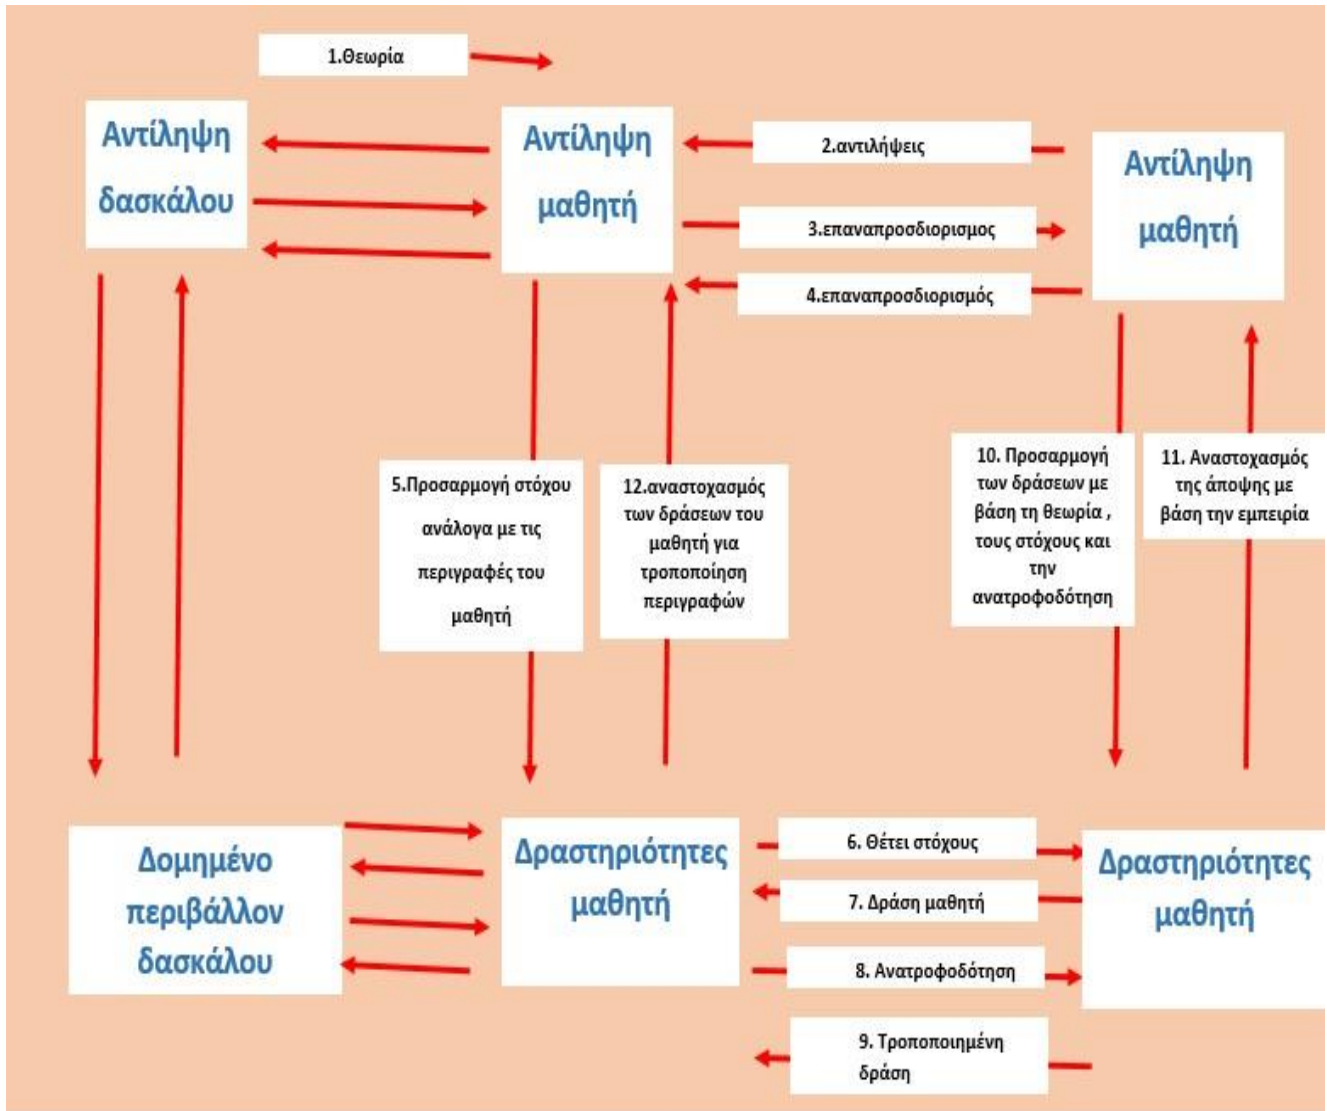 1.Θεωρία
Αντίληψη
δασκάλου
Αντίληψη
μαθητή
2.αντιλήψεις
3.επαναπροσδιορισμος
4.επαναπροσδιορισμός
Αντίληψη
μαθητή
5.Προσαρμογή στόχου
ανάλογα με τις
περιγραφές του
μαθητή
12.αναστοχασμός
των δράσεων του
μαθητή για
τροποποίηση
περιγραφών
10. Προσαρμογή
των δράσεων με
βάση τη θεωρία ,
τους στόχους και
την
ανατροφοδότηση
11. Αναστοχασμός
της άποψης με
βάση την εμπειρία
Δομημένο
περιβάλλον
δασκάλου
Δραστηριότητες
μαθητή
6. Θέτει στόχους
7. Δράση μαθητή
8. Ανατροφοδότηση
9. Τροποποιημένη
δράση
Δραστηριότητες
μαθητή